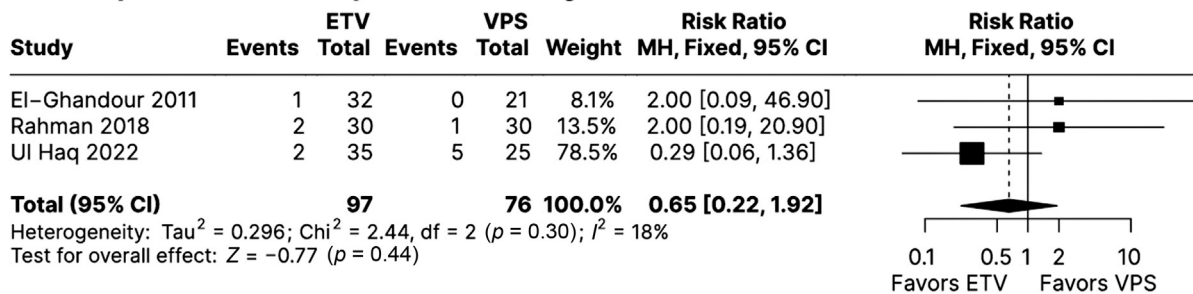 ETV VPS Risk Ratio Risk Ratio
Study Events Total Events Total Weight MH, Fixed, 95% CI MH, Fixed, 95% CI
El−Ghandour 2011 1 32 0 21 8.1% 2.00 [0.09, 46.90]
Rahman 2018 2 30 1 30 13.5% 2.00 [0.19, 20.90]
Ul Haq 2022 2 35 5 25 78.5% 0.29 [0.06, 1.36]
Total (95% CI) 97 76 100.0% 0.65 [0.22, 1.92]
Heterogeneity: Tau² = 0.296; Chi² = 2.44, df = 2 (p = 0.30); I² = 18%
Test for overall effect: Z = −0.77 (p = 0.44)
0.1 0.5 1 2 10
Favors ETV Favors VPS